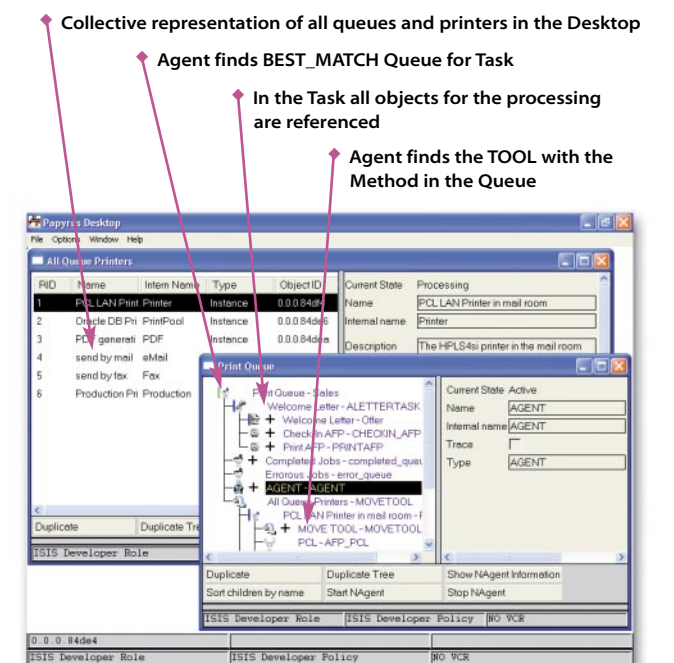 Collective representation of all queues and printers in the Desktop
Agent finds BEST_MATCH Queue for Task
In the Task all objects for the processing
are referenced
Agent finds the TOOL with the
Method in the Queue
Papyrus Desktop
File Options Window Help
All Queue Printers
RID Name Intern Name Type Object ID
1 PCL LAN Print Printer Instance 0.0.0.84df4
2 Oracle DB Pri PrintPool Instance 0.0.0.84de6
3 PDF generati PDF Instance
4 send by mail eMail
5 send by fax Fax
6 Production Pri Production
Current State Processing
Name PCL LAN Printer in mail room
Internal name Printer
Description The HPLS4si printer in the mail room
Duplicate Duplicate Tre
ISIS Developer Role
Print Queue
Print Queue - Sales
Welcome Letter - ALETTERTASK
Welcome Letter - Offer
Check-In AFP - CHECKIN_AFP
Print AFP - PRINTAFP
Completed Jobs - completed_queu
Errorous Jobs - error_queue
AGENT - AGENT
All Queue Printers - MOVETOOL
PCL LAN Printer in mail room - P
MOVE TOOL - MOVETOOL
PCL - AFP_PCL
Current State Active
Name AGENT
Internal name AGENT
Trace
Type AGENT
Duplicate Duplicate Tree Show NAgent Information
Sort children by name Start NAgent Stop NAgent
ISIS Developer Role ISIS Developer Policy NO VCR
0.0.0.84de4
ISIS Developer Role ISIS Developer Policy NO VCR